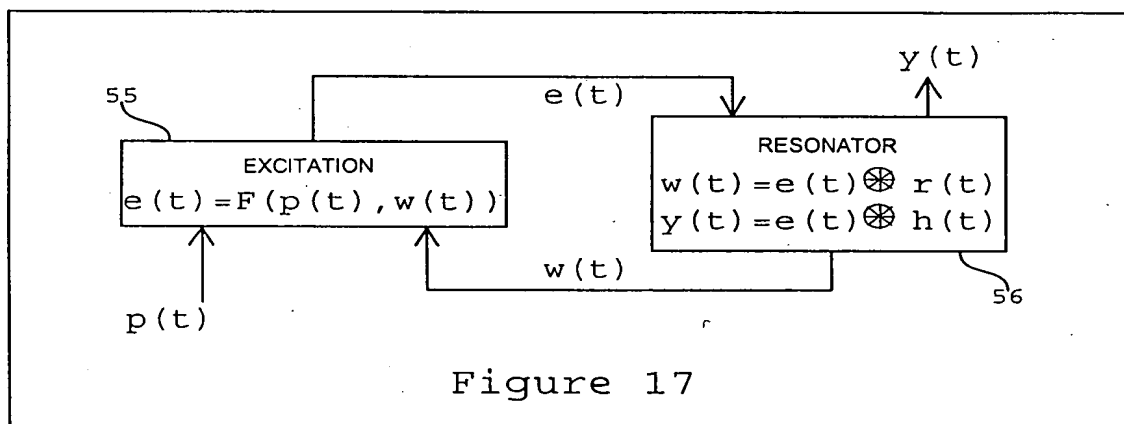 y(t)
55
e(t)
EXCITATION
e(t)=F(p(t),w(t))
RESONATOR
w(t)=e(t)⊛ r(t)
y(t)=e(t)⊛ h(t)
w(t)
56
p(t)
Figure 17